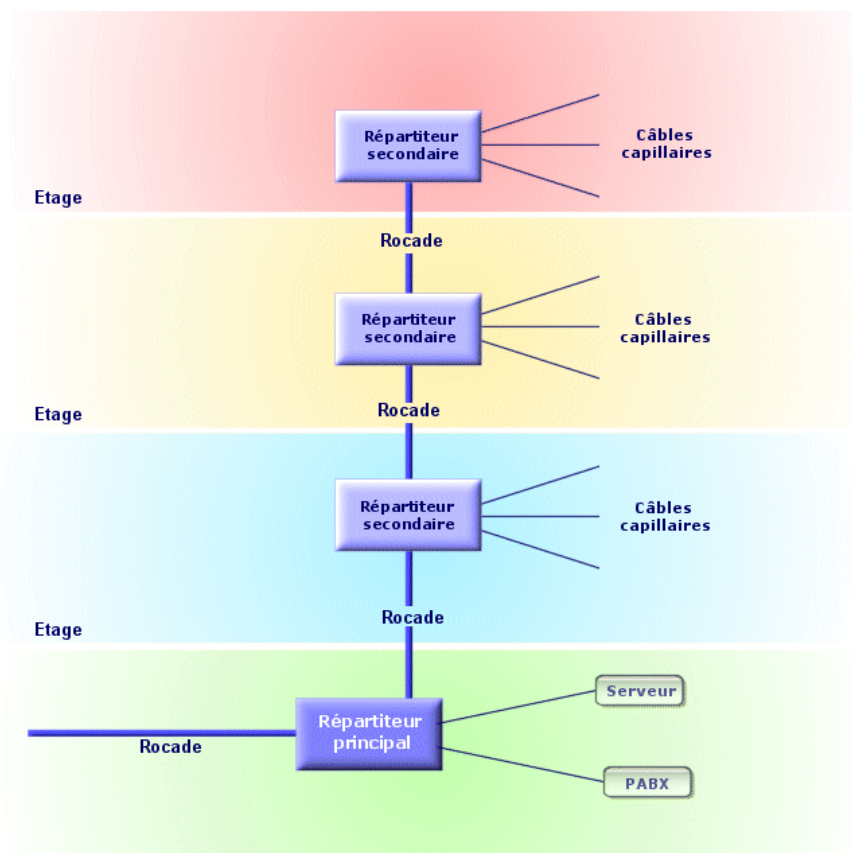 Répartiteur
secondaire
Câbles
capillaires
Etage
Rocade
Répartiteur
secondaire
Câbles
capillaires
Rocade
Etage
Répartiteur
secondaire
Câbles
capillaires
Rocade
Etage
Serveur
Répartiteur
principal
Rocade
PABX